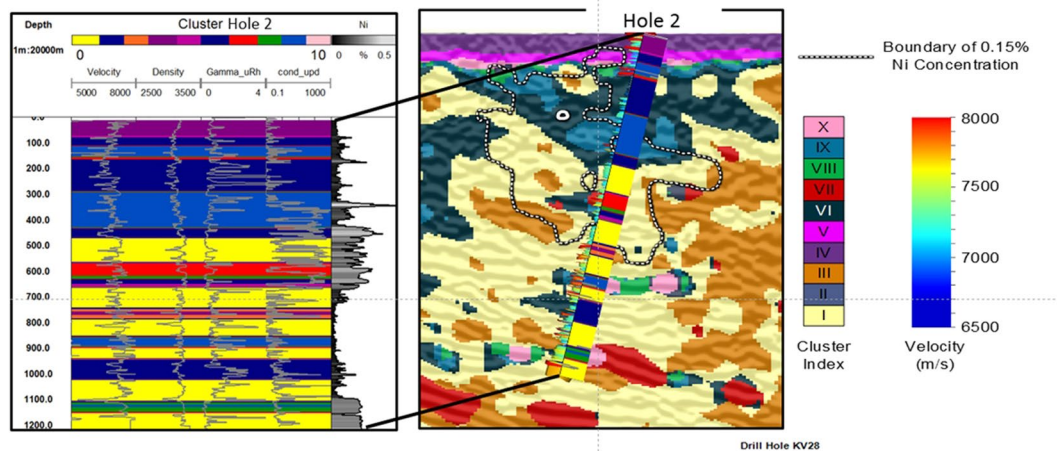 Depth Cluster Hole 2 Ni
1m:20000m 0 10 0 % 0.5
Velocity Density Gamma_uRh cond_upd
5000 8000 2500 3500 0 4 0.1 1000
0.0
100.0
200.0
300.0
400.0
500.0
600.0
700.0
800.0
900.0
1000.0
1100.0
1200.0
Hole 2
Boundary of 0.15%
Ni Concentration
X
IX
VIII
VII
VI
V
IV
III
II
I
Cluster
Index
8000
7500
7000
6500
Velocity
(m/s)
Drill Hole KV28